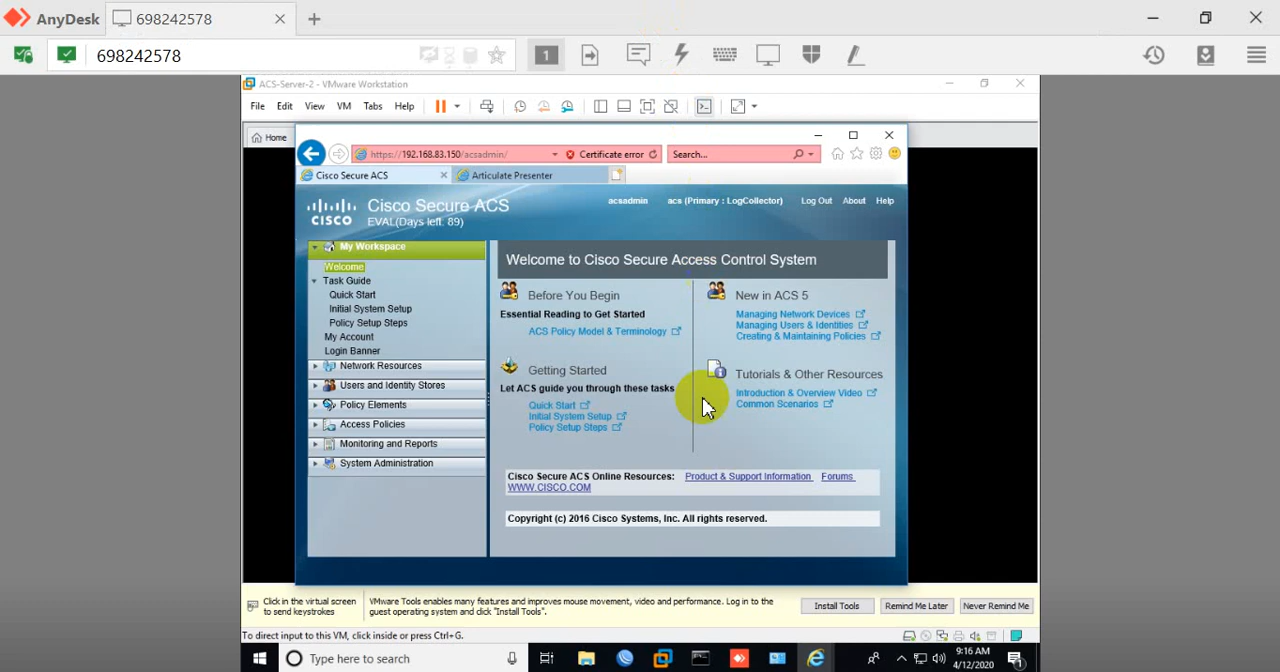 AnyDesk
698242578
698242578
1
ACS-Server-2 - VMware Workstation
File Edit View VM Tabs Help
Home
https://192.168.83.150/acsadmin/
Certificate error
Search...
Cisco Secure ACS
Articulate Presenter
CISCO
Cisco Secure ACS
EVAL(Days left: 89)
acsadmin acs (Primary : LogCollector) Log Out About Help
My Workspace
Welcome
Task Guide
Quick Start
Initial System Setup
Policy Setup Steps
My Account
Login Banner
Network Resources
Users and Identity Stores
Policy Elements
Access Policies
Monitoring and Reports
System Administration
Welcome to Cisco Secure Access Control System
Before You Begin
Essential Reading to Get Started
ACS Policy Model & Terminology
Getting Started
Let ACS guide you through these tasks
Quick Start
Initial System Setup
Policy Setup Steps
New in ACS 5
Managing Network Devices
Managing Users & Identities
Creating & Maintaining Policies
Tutorials & Other Resources
Introduction & Overview Video
Common Scenarios
Cisco Secure ACS Online Resources: Product & Support Information Forums
WWW.CISCO.COM
Copyright (c) 2016 Cisco Systems, Inc. All rights reserved.
Click in the virtual screen
to send keystrokes
VMware Tools enables many features and improves mouse movement, video and performance. Log in to the
guest operating system and click "Install Tools".
Install Tools
Remind Me Later
Never Remind Me
To direct input to this VM, click inside or press Ctrl+G.
Type here to search
9:16 AM
4/12/2020
1